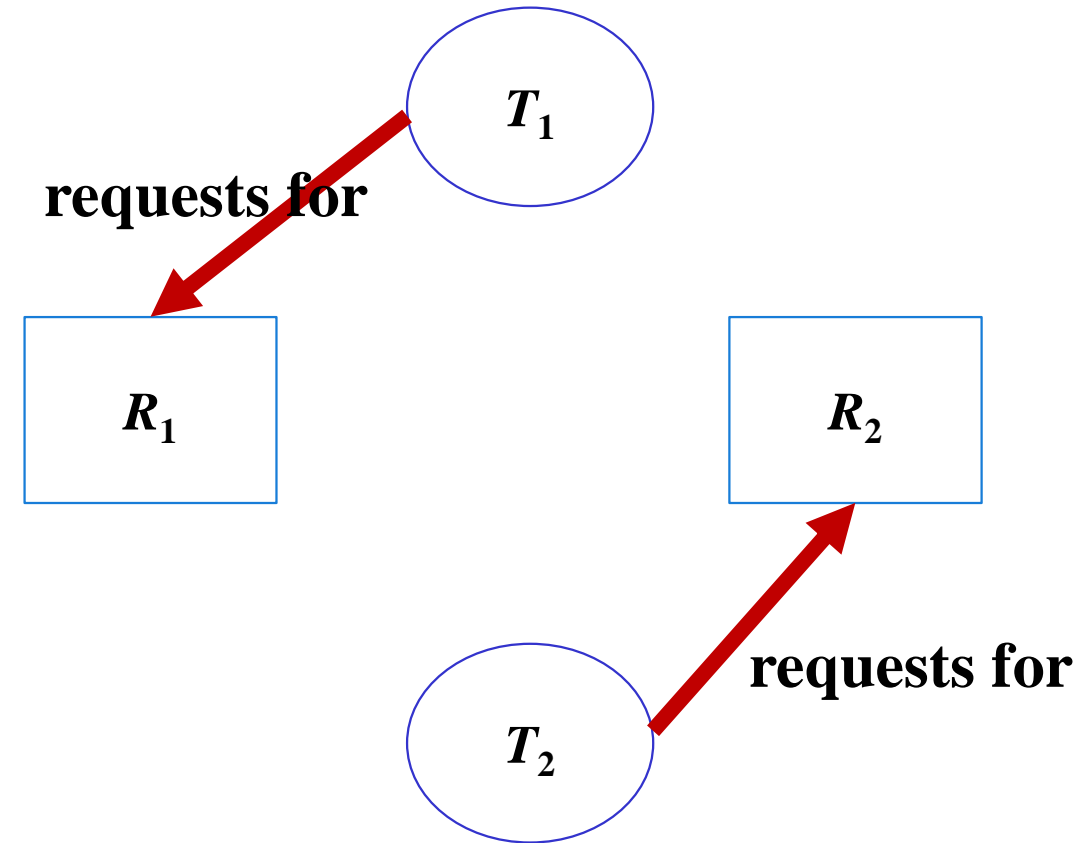 T₁
requests for
R₁
R₂
requests for
T₂